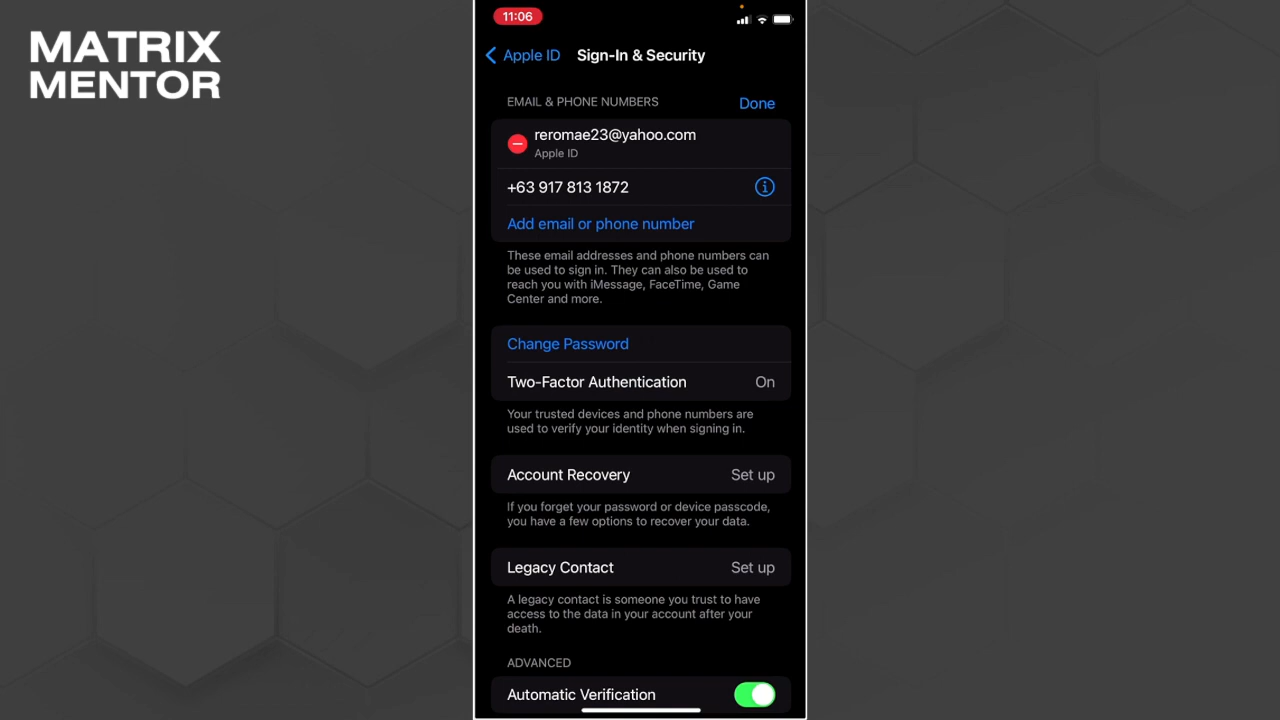 MATRIX
MENTOR
11:06
Apple ID Sign-In & Security
EMAIL & PHONE NUMBERS Done
reromae23@yahoo.com
Apple ID
+63 917 813 1872
Add email or phone number
These email addresses and phone numbers can
be used to sign in. They can also be used to
reach you with iMessage, FaceTime, Game
Center and more.
Change Password
Two-Factor Authentication On
Your trusted devices and phone numbers are
used to verify your identity when signing in.
Account Recovery Set up
If you forget your password or device passcode,
you have a few options to recover your data.
Legacy Contact Set up
A legacy contact is someone you trust to have
access to the data in your account after your
death.
ADVANCED
Automatic Verification